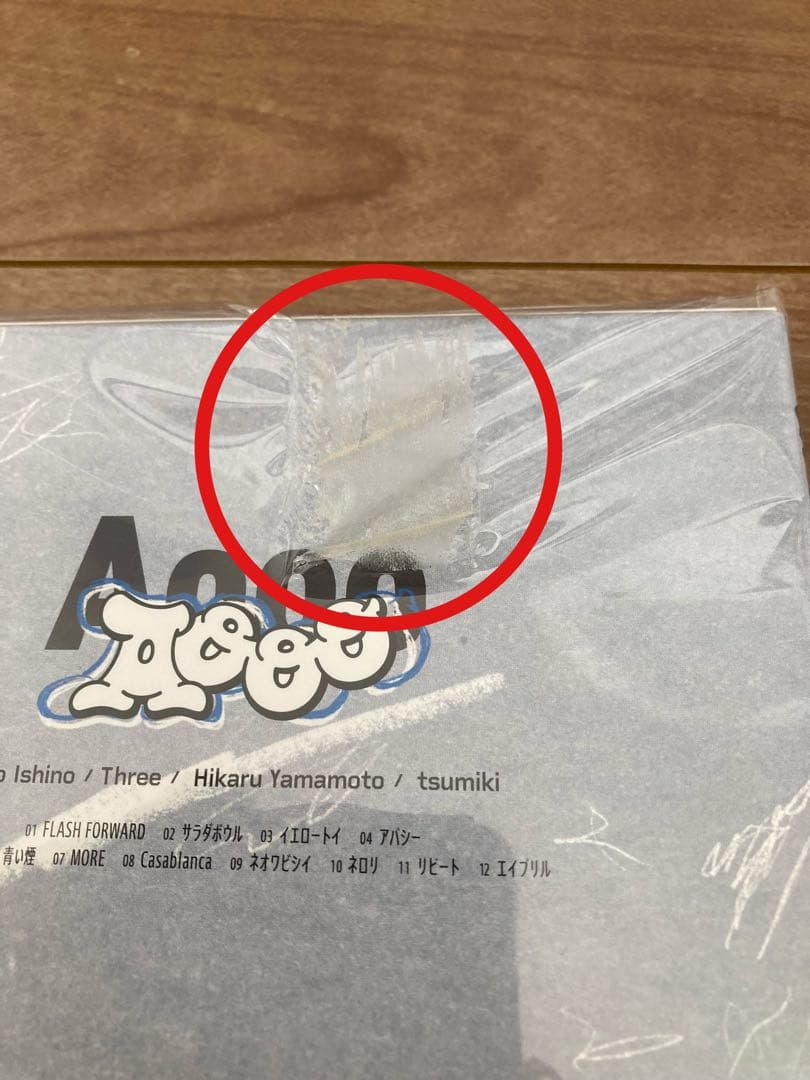 Aooo
Aooo
o Ishino / Three / Hikaru Yamamoto / tsumiki
01 FLASH FORWARD 02 サラダボウル 03 イエロートイ 04 アパシー
青い煙 07 MORE 08 Casablanca 09 ネオワビシイ 10 ネロリ 11 リピート 12 エイプリル